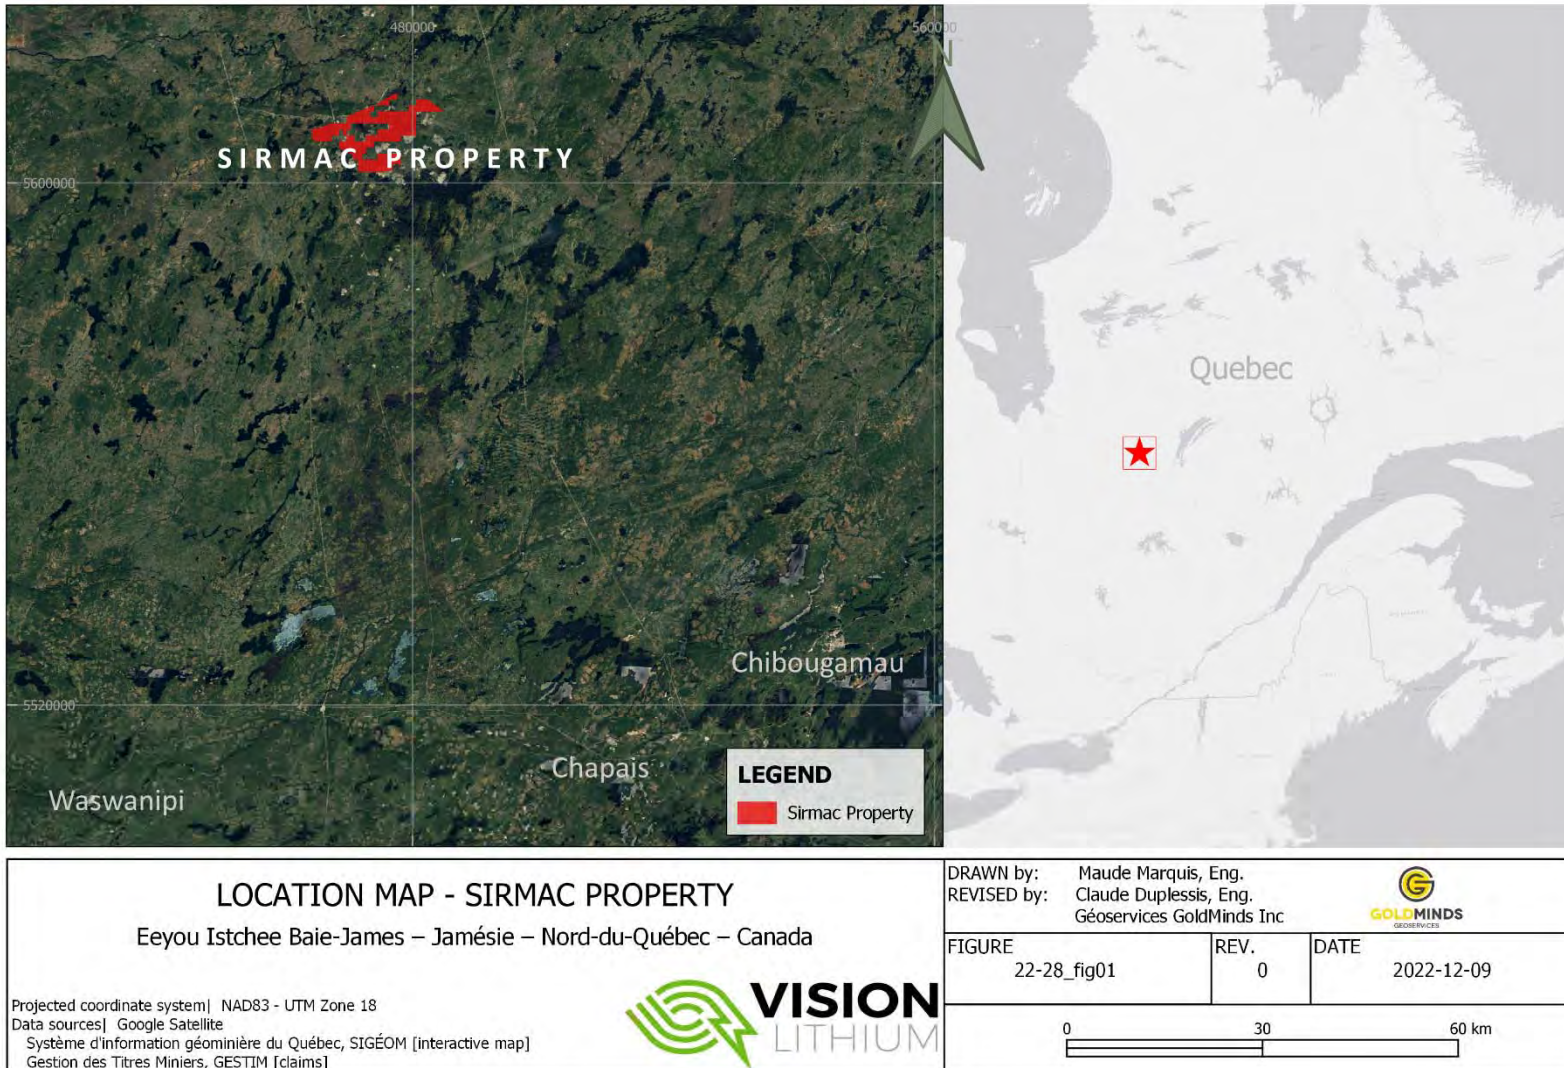 480000
560000
N
SIRMAC PROPERTY
5600000
Quebec
Chibougamau
5520000
Chapais
Waswanipi
LEGEND
Sirmac Property
LOCATION MAP - SIRMAC PROPERTY
Eeyou Istchee Baie-James – Jamésie – Nord-du-Québec – Canada
Projected coordinate system| NAD83 - UTM Zone 18
Data sources| Google Satellite
Système d'information géominière du Québec, SIGÉOM [interactive map]
Gestion des Titres Miniers, GESTIM [claims]
VISION
LITHIUM
DRAWN by: Maude Marquis, Eng.
REVISED by: Claude Duplessis, Eng.
Géoservices GoldMinds Inc
GOLDMINDS
GEOSERVICES
FIGURE
22-28_fig01
REV.
0
DATE
2022-12-09
0 30 60 km